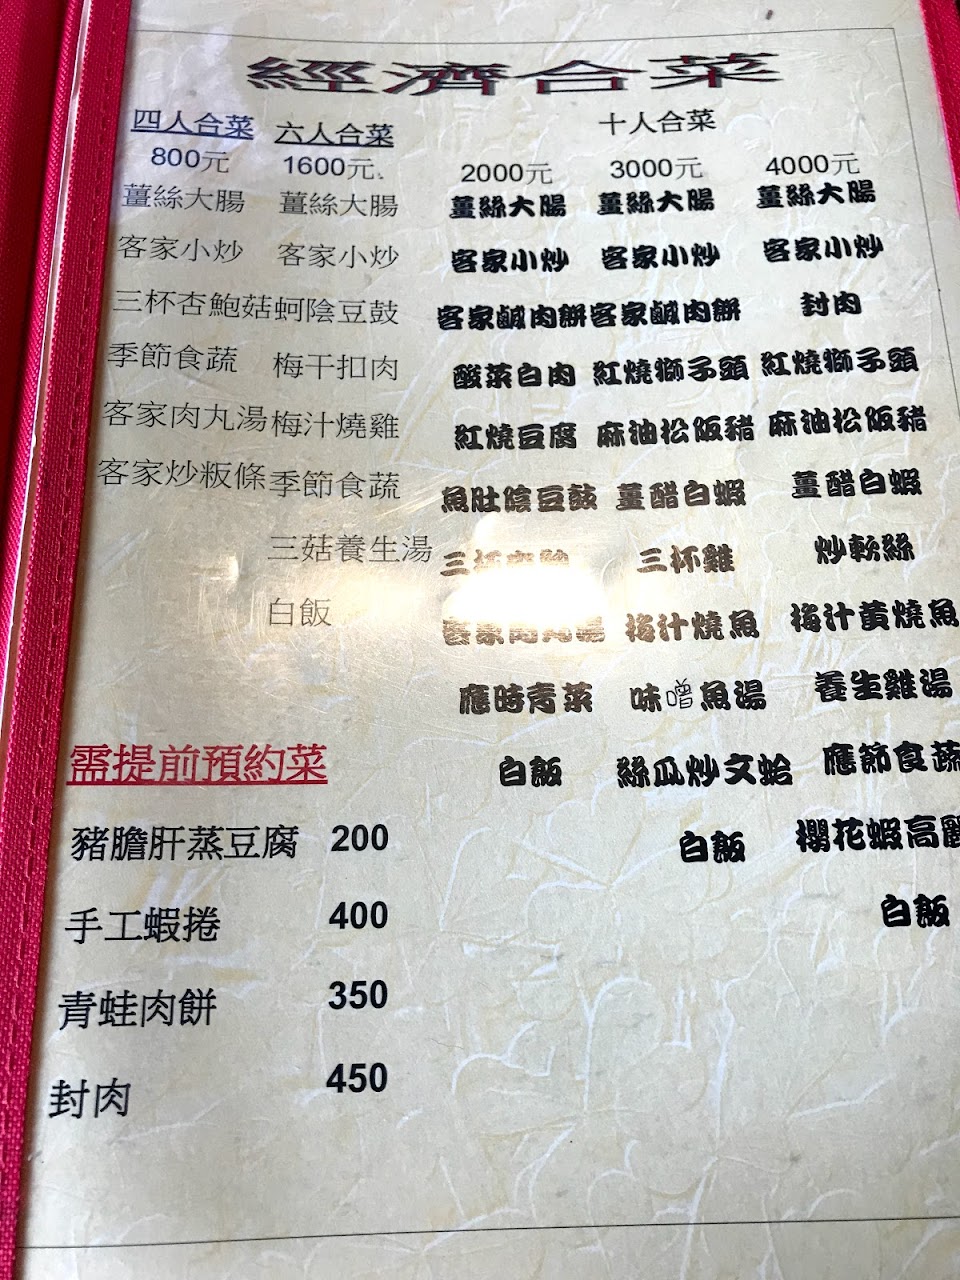 經濟合菜
四人合菜 六人合菜 十人合菜
800元 1600元、 2000元 3000元 4000元
薑絲大腸 薑絲大腸 薑絲大腸 薑絲大腸 薑絲大腸
客家小炒 客家小炒 客家小炒 客家小炒 客家小炒
三杯杏鮑菇 蚵陰豆鼓 客家鹹肉餅 客家鹹肉餅 封肉
季節食蔬 梅干扣肉 酸菜白肉 紅燒獅子頭 紅燒獅子頭
客家肉丸湯 梅汁燒雞 紅燒豆腐 麻油松阪豬 麻油松阪豬
客家炒粄條 季節食蔬 魚肚陰豆鼓 薑醋白蝦 薑醋白蝦
三菇養生湯 三杯 三杯雞 炒軟絲
白飯 客家肉丸湯 梅汁燒魚 梅汁黃燒魚
應時青菜 味噌魚湯 養生雞湯
白飯 絲瓜炒文蛤 應節食蔬
白飯 櫻花蝦高麗
白飯
需提前預約菜
豬膽肝蒸豆腐 200
手工蝦捲 400
青蛙肉餅 350
封肉 450